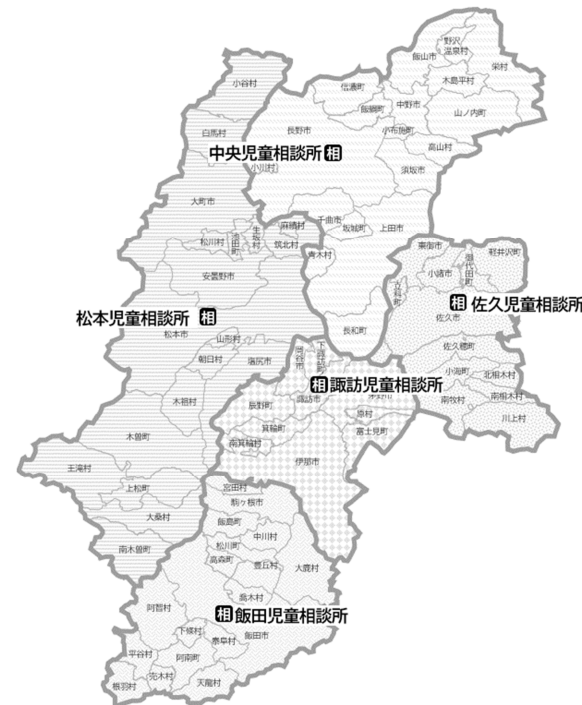 野沢
温泉村
飯山市
栄村
木島平村
小谷村
信濃町
中野市
山ノ内町
飯綱町
白馬村
長野市
小布施町
高山村
中央児童相談所 相
小川村
須坂市
大町市
千曲市
坂城町
上田市
麻績村
生坂村
池田町
松川村
筑北村
青木村
東御市
軽井沢町
御代田町
小諸市
安曇野市
立科町
相 佐久児童相談所
松本児童相談所 相
佐久市
松本市
長和町
山形村
佐久穂町
朝日村
塩尻市
岡谷市
下諏訪町
小海町
北相木村
相 諏訪児童相談所
木祖村
諏訪市
南相木村
南牧村
辰野町
原村
川上村
箕輪町
富士見町
木曽町
南箕輪村
伊那市
王滝村
上松町
宮田村
駒ヶ根市
大桑村
飯島町
中川村
南木曽町
松川町
高森町
豊丘村
大鹿村
喬木村
阿智村
相 飯田児童相談所
下條村
泰阜村
飯田市
平谷村
阿南町
売木村
天龍村
根羽村